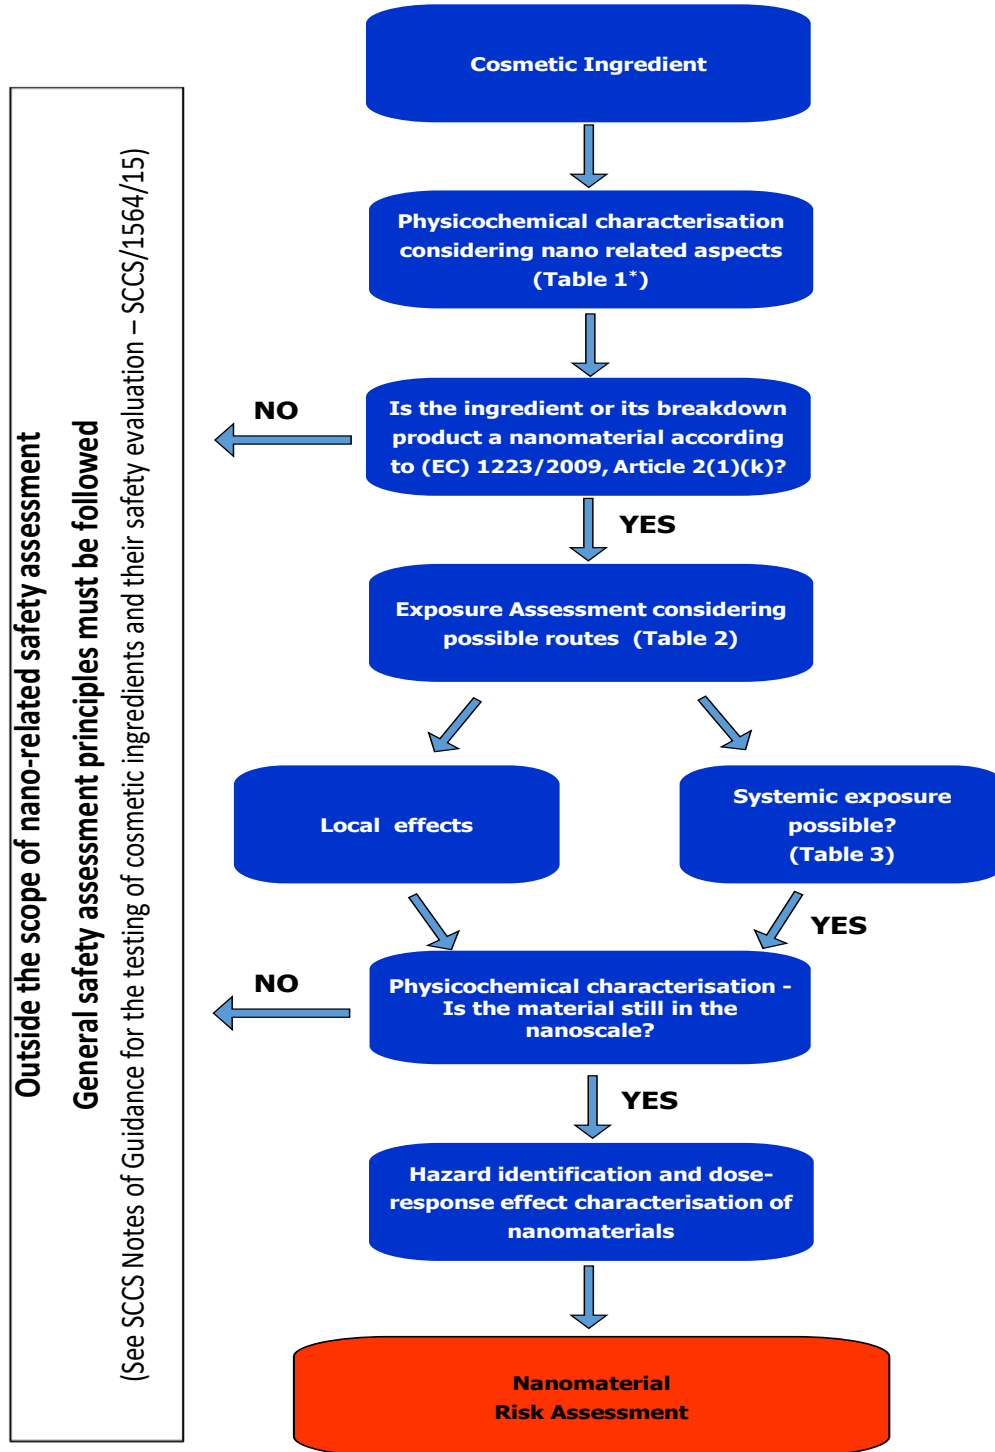 Cosmetic Ingredient
Physicochemical characterisation
considering nano related aspects
(Table 1*)
Is the ingredient or its breakdown
product a nanomaterial according
to (EC) 1223/2009, Article 2(1)(k)?
NO
YES
Exposure Assessment considering
possible routes (Table 2)
Local effects
Systemic exposure
possible?
(Table 3)
YES
Physicochemical characterisation -
Is the material still in the
nanoscale?
NO
YES
Hazard identification and dose-
response effect characterisation of
nanomaterials
Nanomaterial
Risk Assessment
Outside the scope of nano-related safety assessment
General safety assessment principles must be followed
(See SCCS Notes of Guidance for the testing of cosmetic ingredients and their safety evaluation – SCCS/1564/15)